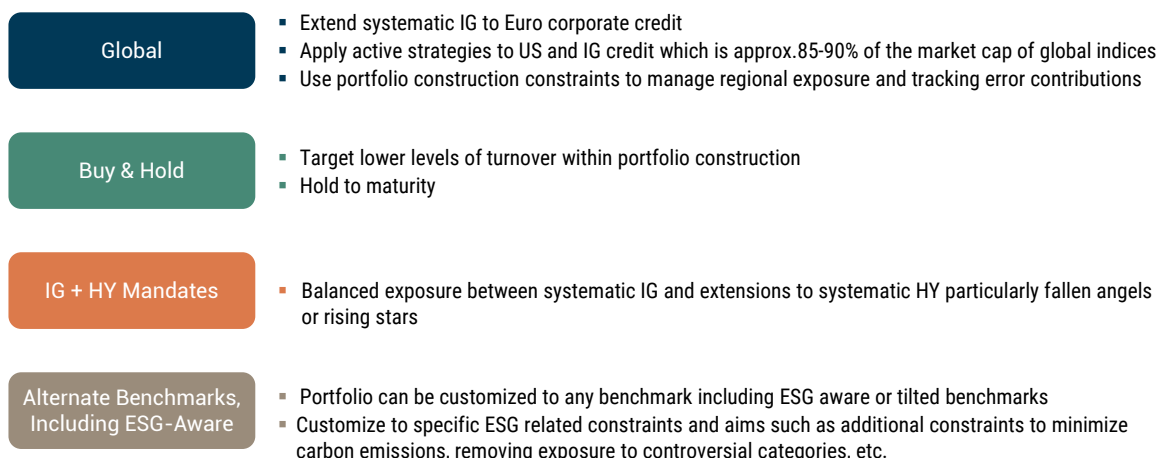 Global
▪ Extend systematic IG to Euro corporate credit
▪ Apply active strategies to US and IG credit which is approx.85-90% of the market cap of global indices
▪ Use portfolio construction constraints to manage regional exposure and tracking error contributions
Buy & Hold
▪ Target lower levels of turnover within portfolio construction
▪ Hold to maturity
IG + HY Mandates
▪ Balanced exposure between systematic IG and extensions to systematic HY particularly fallen angels
or rising stars
Alternate Benchmarks,
Including ESG-Aware
▪ Portfolio can be customized to any benchmark including ESG aware or tilted benchmarks
▪ Customize to specific ESG related constraints and aims such as additional constraints to minimize
carbon emissions, removing exposure to controversial categories, etc.